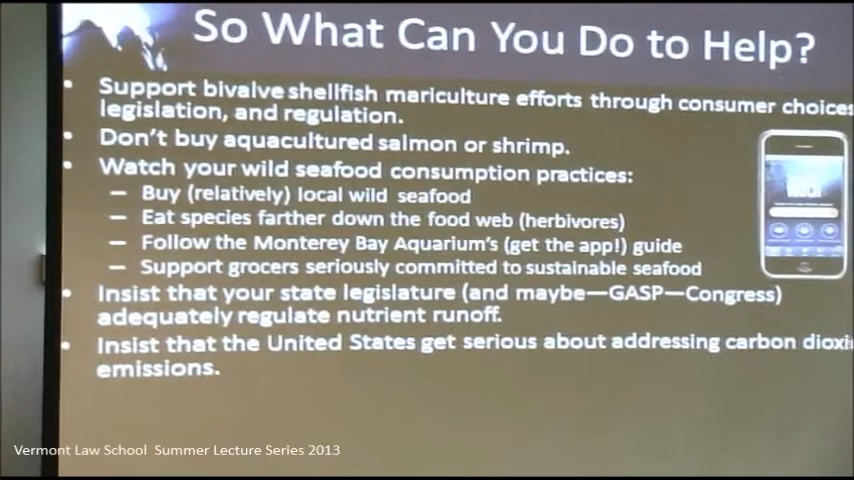 So What Can You Do to Help?
• Support bivalve shellfish mariculture efforts through consumer choices
legislation, and regulation.
• Don't buy aquacultured salmon or shrimp.
• Watch your wild seafood consumption practices:
– Buy (relatively) local wild seafood
– Eat species farther down the food web (herbivores)
– Follow the Monterey Bay Aquarium's (get the app!) guide
– Support grocers seriously committed to sustainable seafood
• Insist that your state legislature (and maybe—GASP—Congress)
adequately regulate nutrient runoff.
• Insist that the United States get serious about addressing carbon dioxi
emissions.
Vermont Law School Summer Lecture Series 2013